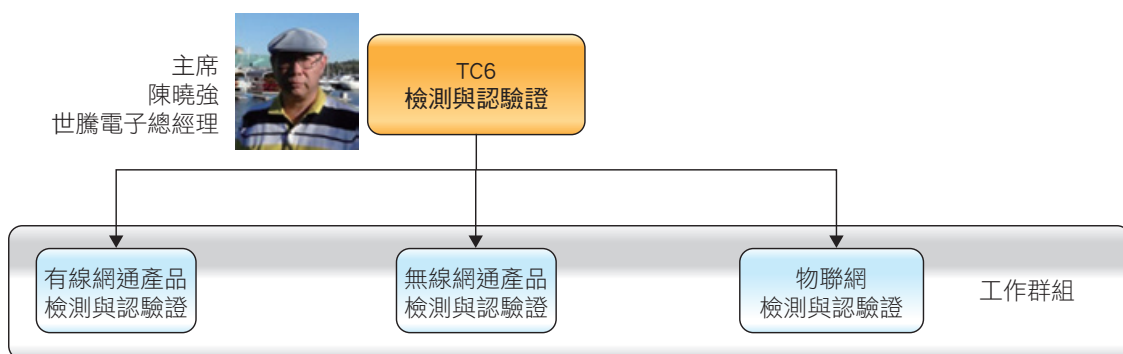 主席
陳曉強
世騰電子總經理
TC6
檢測與認驗證
有線網通產品
檢測與認驗證
無線網通產品
檢測與認驗證
物聯網
檢測與認驗證
工作群組